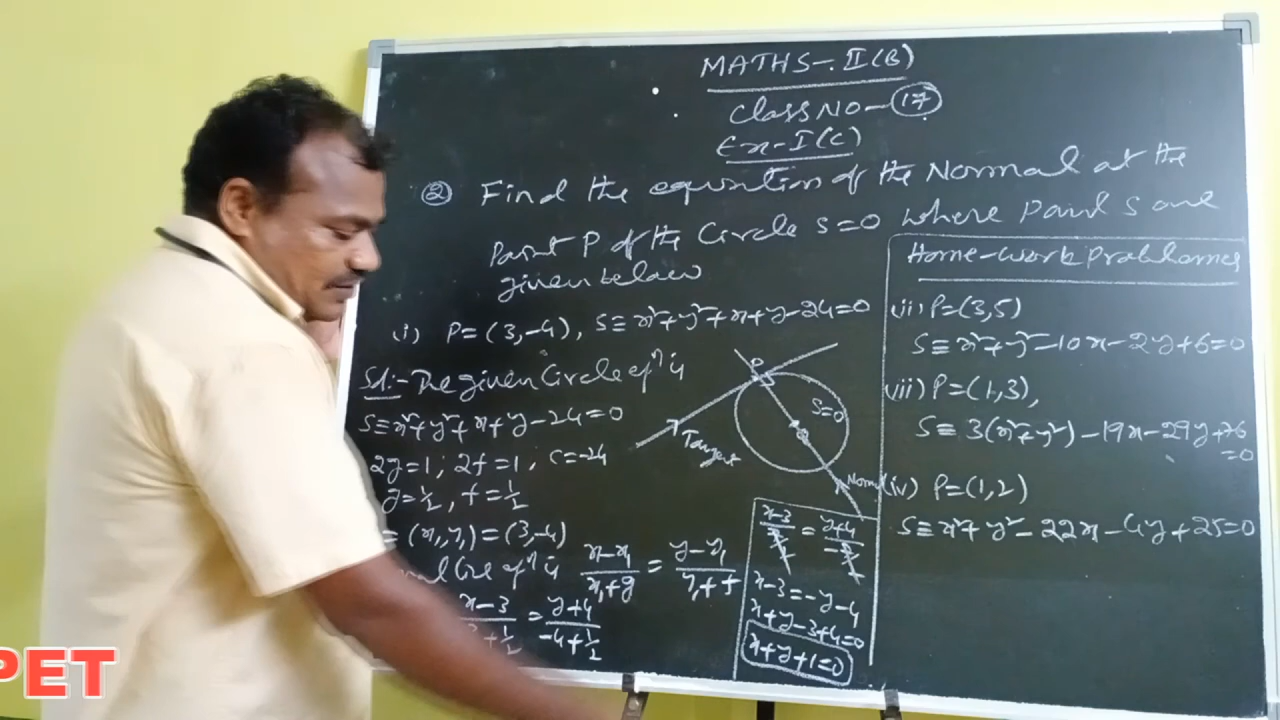 MATHS-II(B)
Class NO-17
Ex-I(C)
② Find the equation of the Normal at the
Point P of the Circle S=0 where P and S are
given below
(i) P=(3,-4), S≡x²+y²+x+y-24=0
Sol:- The given Circle eqⁿ is
S≡x²+y²+x+y-24=0
2g=1; 2f=1, c=-24
g=1/2, f=1/2
=(x₁,y₁)=(3,-4)
eqⁿ is (x-x₁)/(x₁+g) = (y-y₁)/(y₁+f)
x-3/ +1/2 = (y+4)/(-4+1/2)
P
S=0
Tangent
Normal
x-3 = y+4
x-3=-y-4
x+y-3+4=0
x+y+1=0
Home-work Problomes
(ii) P=(3,5)
S≡x²+y²-10x-2y+6=0
(iii) P=(1,3),
S≡3(x²+y²)-19x-29y+76
=0
(iv) P=(1,2)
S≡x²+y²-22x-4y+25=0
PET